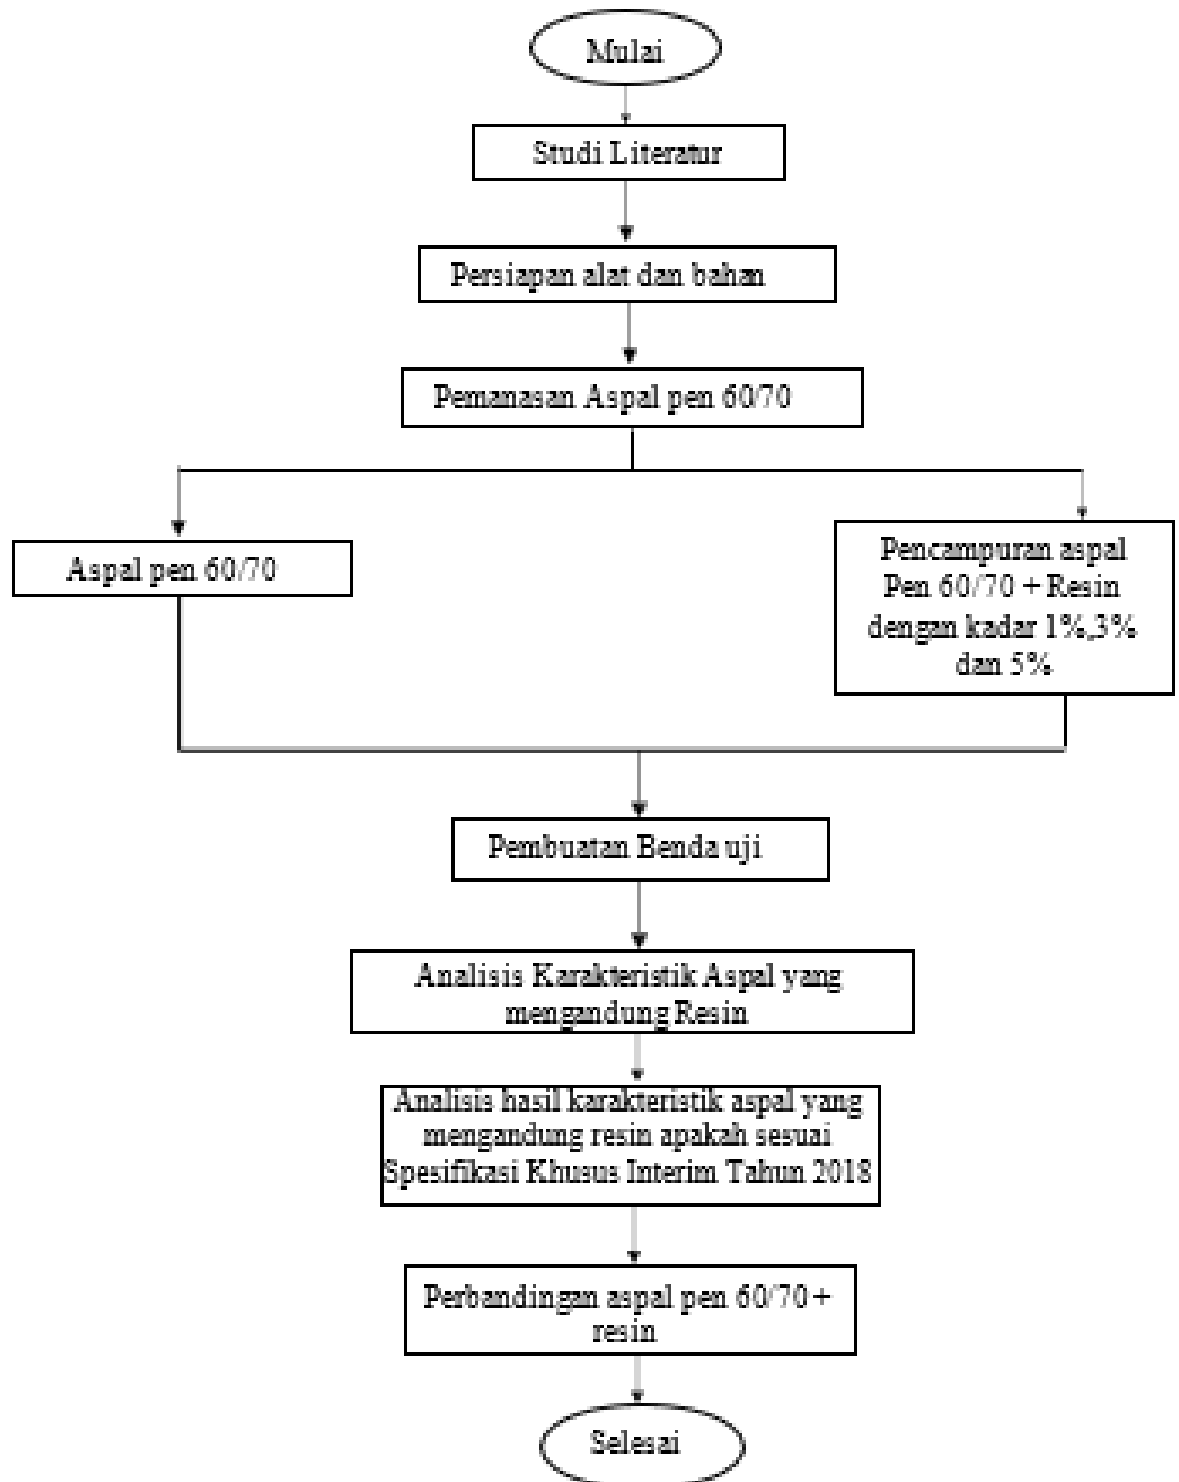 Mulai
Studi Literatur
Persiapan alat dan bahan
Pemanasan Aspal pen 60/70
Aspal pen 60/70
Pencampuran aspal
Pen 60/70 + Resin
dengan kadar 1%,3%
dan 5%
Pembuatan Benda uji
Analisis Karakteristik Aspal yang
mengandung Resin
Analisis hasil karakteristik aspal yang
mengandung resin apakah sesuai
Spesifikasi Khusus Interim Tahun 2018
Perbandingan aspal pen 60/70 +
resin
Selesai